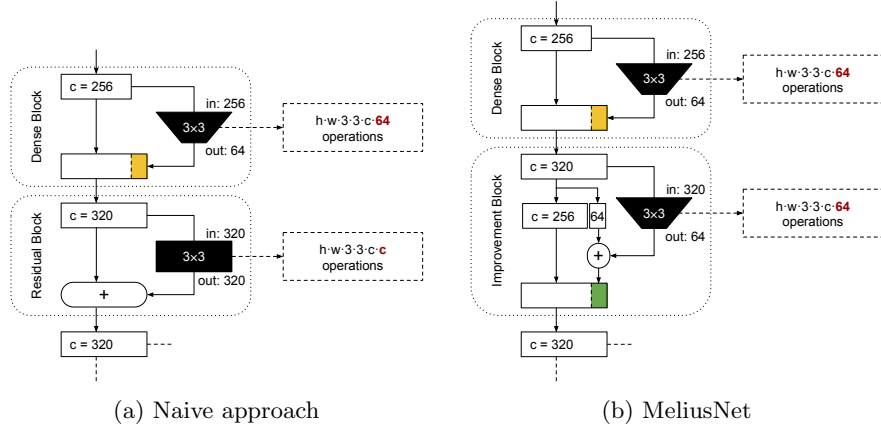 Dense Block
c = 256
in: 256
3×3
out: 64
h·w·3·3·c·64
operations
Residual Block
c = 320
in: 320
3×3
out: 320
h·w·3·3·c·c
operations
+
c = 320
(a) Naive approach
Dense Block
c = 256
in: 256
3×3
out: 64
h·w·3·3·c·64
operations
Improvement Block
c = 320
in: 320
c = 256
64
3×3
out: 64
h·w·3·3·c·64
operations
+
c = 320
(b) MeliusNet